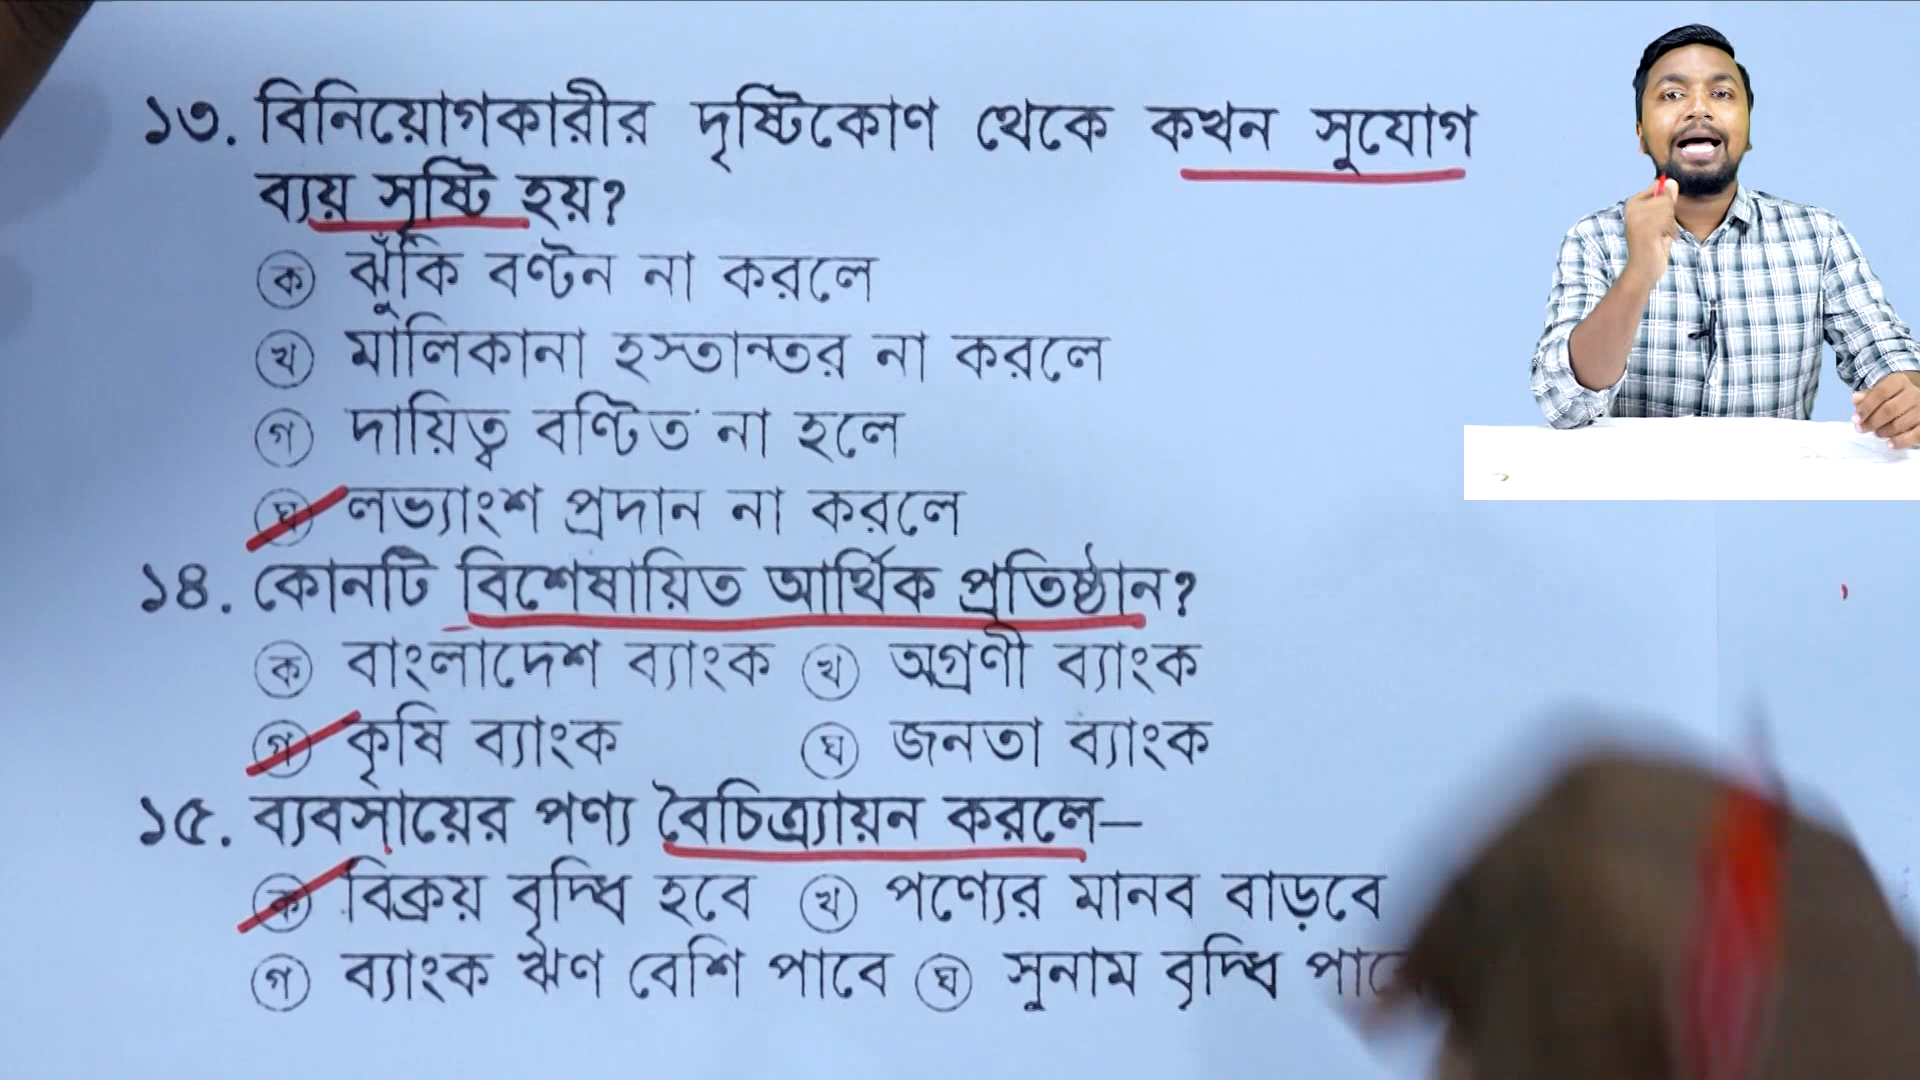 ১৩. বিনিয়োগকারীর দৃষ্টিকোণ থেকে কখন সুযোগ
ব্যয় সৃষ্টি হয়?
ক ঝুঁকি বণ্টন না করলে
খ মালিকানা হস্তান্তর না করলে
গ দায়িত্ব বণ্টিত না হলে
ঘ লভ্যাংশ প্রদান না করলে
১৪. কোনটি বিশেষায়িত আর্থিক প্রতিষ্ঠান?
ক বাংলাদেশ ব্যাংক খ অগ্রণী ব্যাংক
গ কৃষি ব্যাংক ঘ জনতা ব্যাংক
১৫. ব্যবসায়ের পণ্য বৈচিত্র্যায়ন করলে—
ক বিক্রয় বৃদ্ধি হবে খ পণ্যের মানব বাড়বে
গ ব্যাংক ঋণ বেশি পাবে ঘ সুনাম বৃদ্ধি